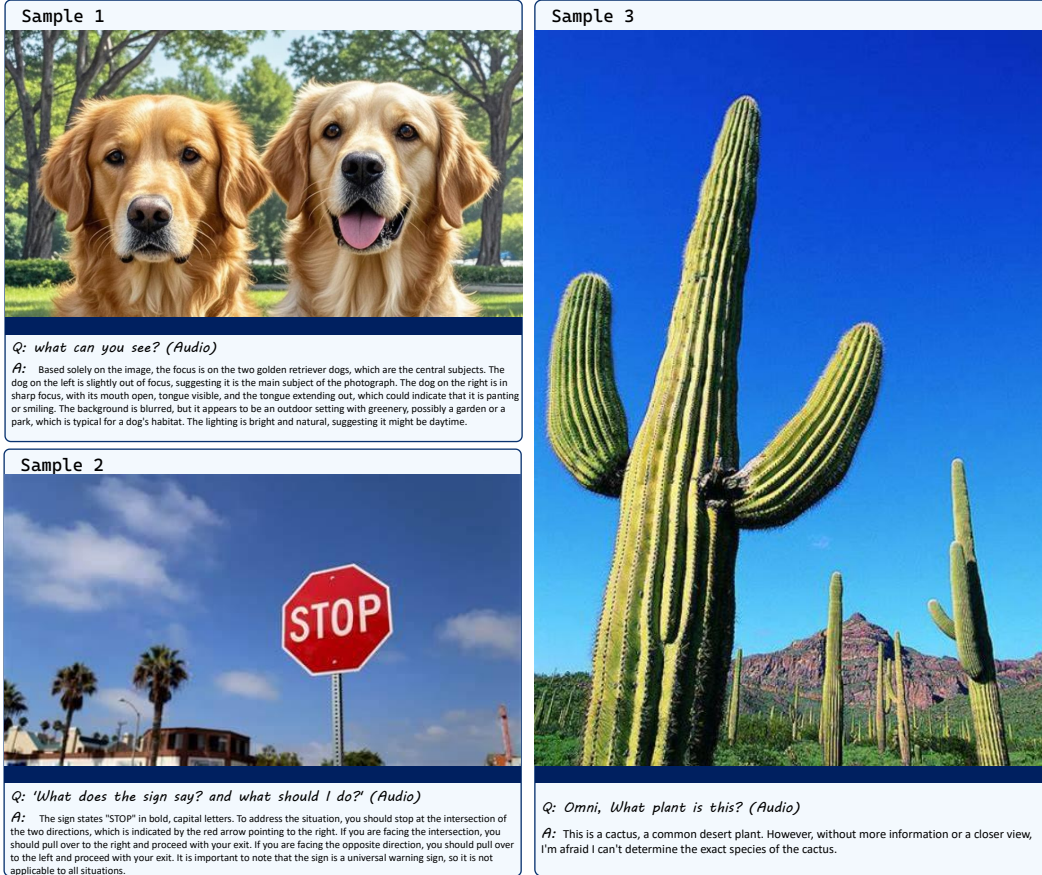 Sample 1
Q: what can you see? (Audio)
A: Based solely on the image, the focus is on the two golden retriever dogs, which are the central subjects. The
dog on the left is slightly out of focus, suggesting it is the main subject of the photograph. The dog on the right is in
sharp focus, with its mouth open, tongue visible, and the tongue extending out, which could indicate that it is panting
or smiling. The background is blurred, but it appears to be an outdoor setting with greenery, possibly a garden or a
park, which is typical for a dog's habitat. The lighting is bright and natural, suggesting it might be daytime.
Sample 2
STOP
Q: 'What does the sign say? and what should I do?' (Audio)
A: The sign states "STOP" in bold, capital letters. To address the situation, you should stop at the intersection of
the two directions, which is indicated by the red arrow pointing to the right. If you are facing the intersection, you
should pull over to the right and proceed with your exit. If you are facing the opposite direction, you should pull over
to the left and proceed with your exit. It is important to note that the sign is a universal warning sign, so it is not
applicable to all situations.
Sample 3
Q: Omni, What plant is this? (Audio)
A: This is a cactus, a common desert plant. However, without more information or a closer view,
I'm afraid I can't determine the exact species of the cactus.